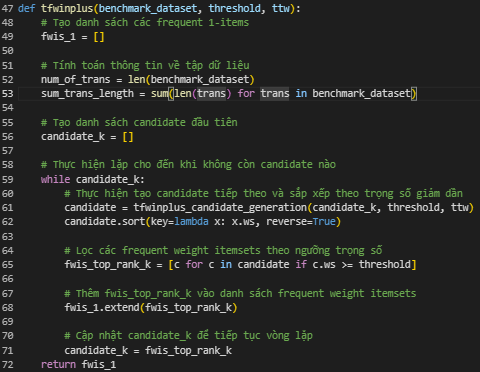 47 def tfwinplus(benchmark_dataset, threshold, ttw):
48     # Tạo danh sách các frequent 1-items
49     fwis_1 = []
50
51     # Tính toán thông tin về tập dữ liệu
52     num_of_trans = len(benchmark_dataset)
53     sum_trans_length = sum(len(trans) for trans in benchmark_dataset)
54
55     # Tạo danh sách candidate đầu tiên
56     candidate_k = []
57
58     # Thực hiện lặp cho đến khi không còn candidate nào
59     while candidate_k:
60         # Thực hiện tạo candidate tiếp theo và sắp xếp theo trọng số giảm dần
61         candidate = tfwinplus_candidate_generation(candidate_k, threshold, ttw)
62         candidate.sort(key=lambda x: x.ws, reverse=True)
63
64         # Lọc các frequent weight itemsets theo ngưỡng trọng số
65         fwis_top_rank_k = [c for c in candidate if c.ws >= threshold]
66
67         # Thêm fwis_top_rank_k vào danh sách frequent weight itemsets
68         fwis_1.extend(fwis_top_rank_k)
69
70         # Cập nhật candidate_k để tiếp tục vòng lặp
71         candidate_k = fwis_top_rank_k
72     return fwis_1